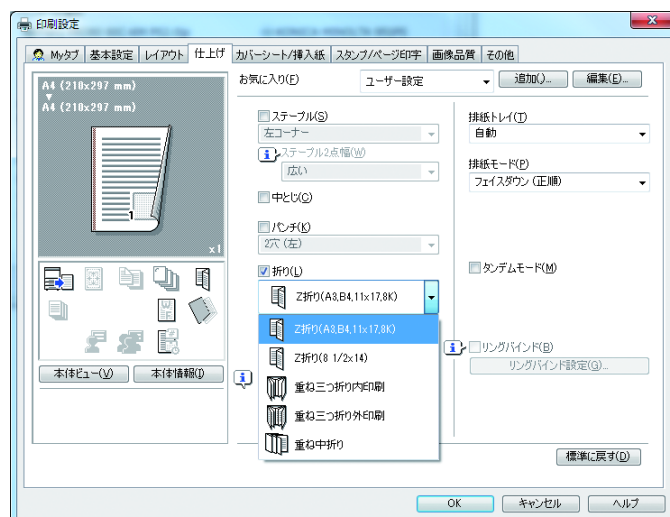 印刷設定
Myタブ 基本設定 レイアウト 仕上げ カバーシート/挿入紙 スタンプ/ページ印字 画像品質 その他
A4 (210x297 mm)
A4 (210x297 mm)
1
x1
本体ビュー(V) 本体情報(I)
お気に入り(F) ユーザー設定 追加()... 編集(E)...
ステープル(S)
左コーナー
ステープル2点幅(W)
広い
中とじ(C)
パンチ(K)
2穴 (左)
折り(L)
Z折り(A3,B4,11x17,8K)
Z折り(A3,B4,11x17,8K)
Z折り(8 1/2x14)
重ね三つ折り内印刷
重ね三つ折り外印刷
重ね中折り
排紙トレイ(T)
自動
排紙モード(P)
フェイスダウン (正順)
タンデムモード(M)
リングバインド(B)
リングバインド設定(G)...
標準に戻す(D)
OK キャンセル ヘルプ